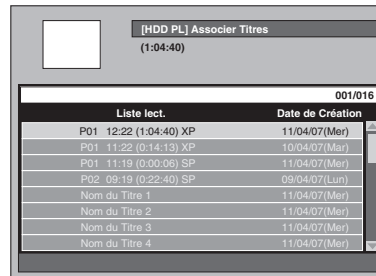 [HDD PL] Associer Titres
(1:04:40)
001/016
Liste lect. Date de Création
P01 12:22 (1:04:40) XP 11/04/07(Mer)
P01 11:22 (0:14:13) XP 10/04/07(Mar)
P01 11:19 (0:00:06) SP 11/04/07(Mer)
P02 09:19 (0:22:40) SP 09/04/07(Lun)
Nom du Titre 1 11/04/07(Mer)
Nom du Titre 2 11/04/07(Mer)
Nom du Titre 3 11/04/07(Mer)
Nom du Titre 4 11/04/07(Mer)